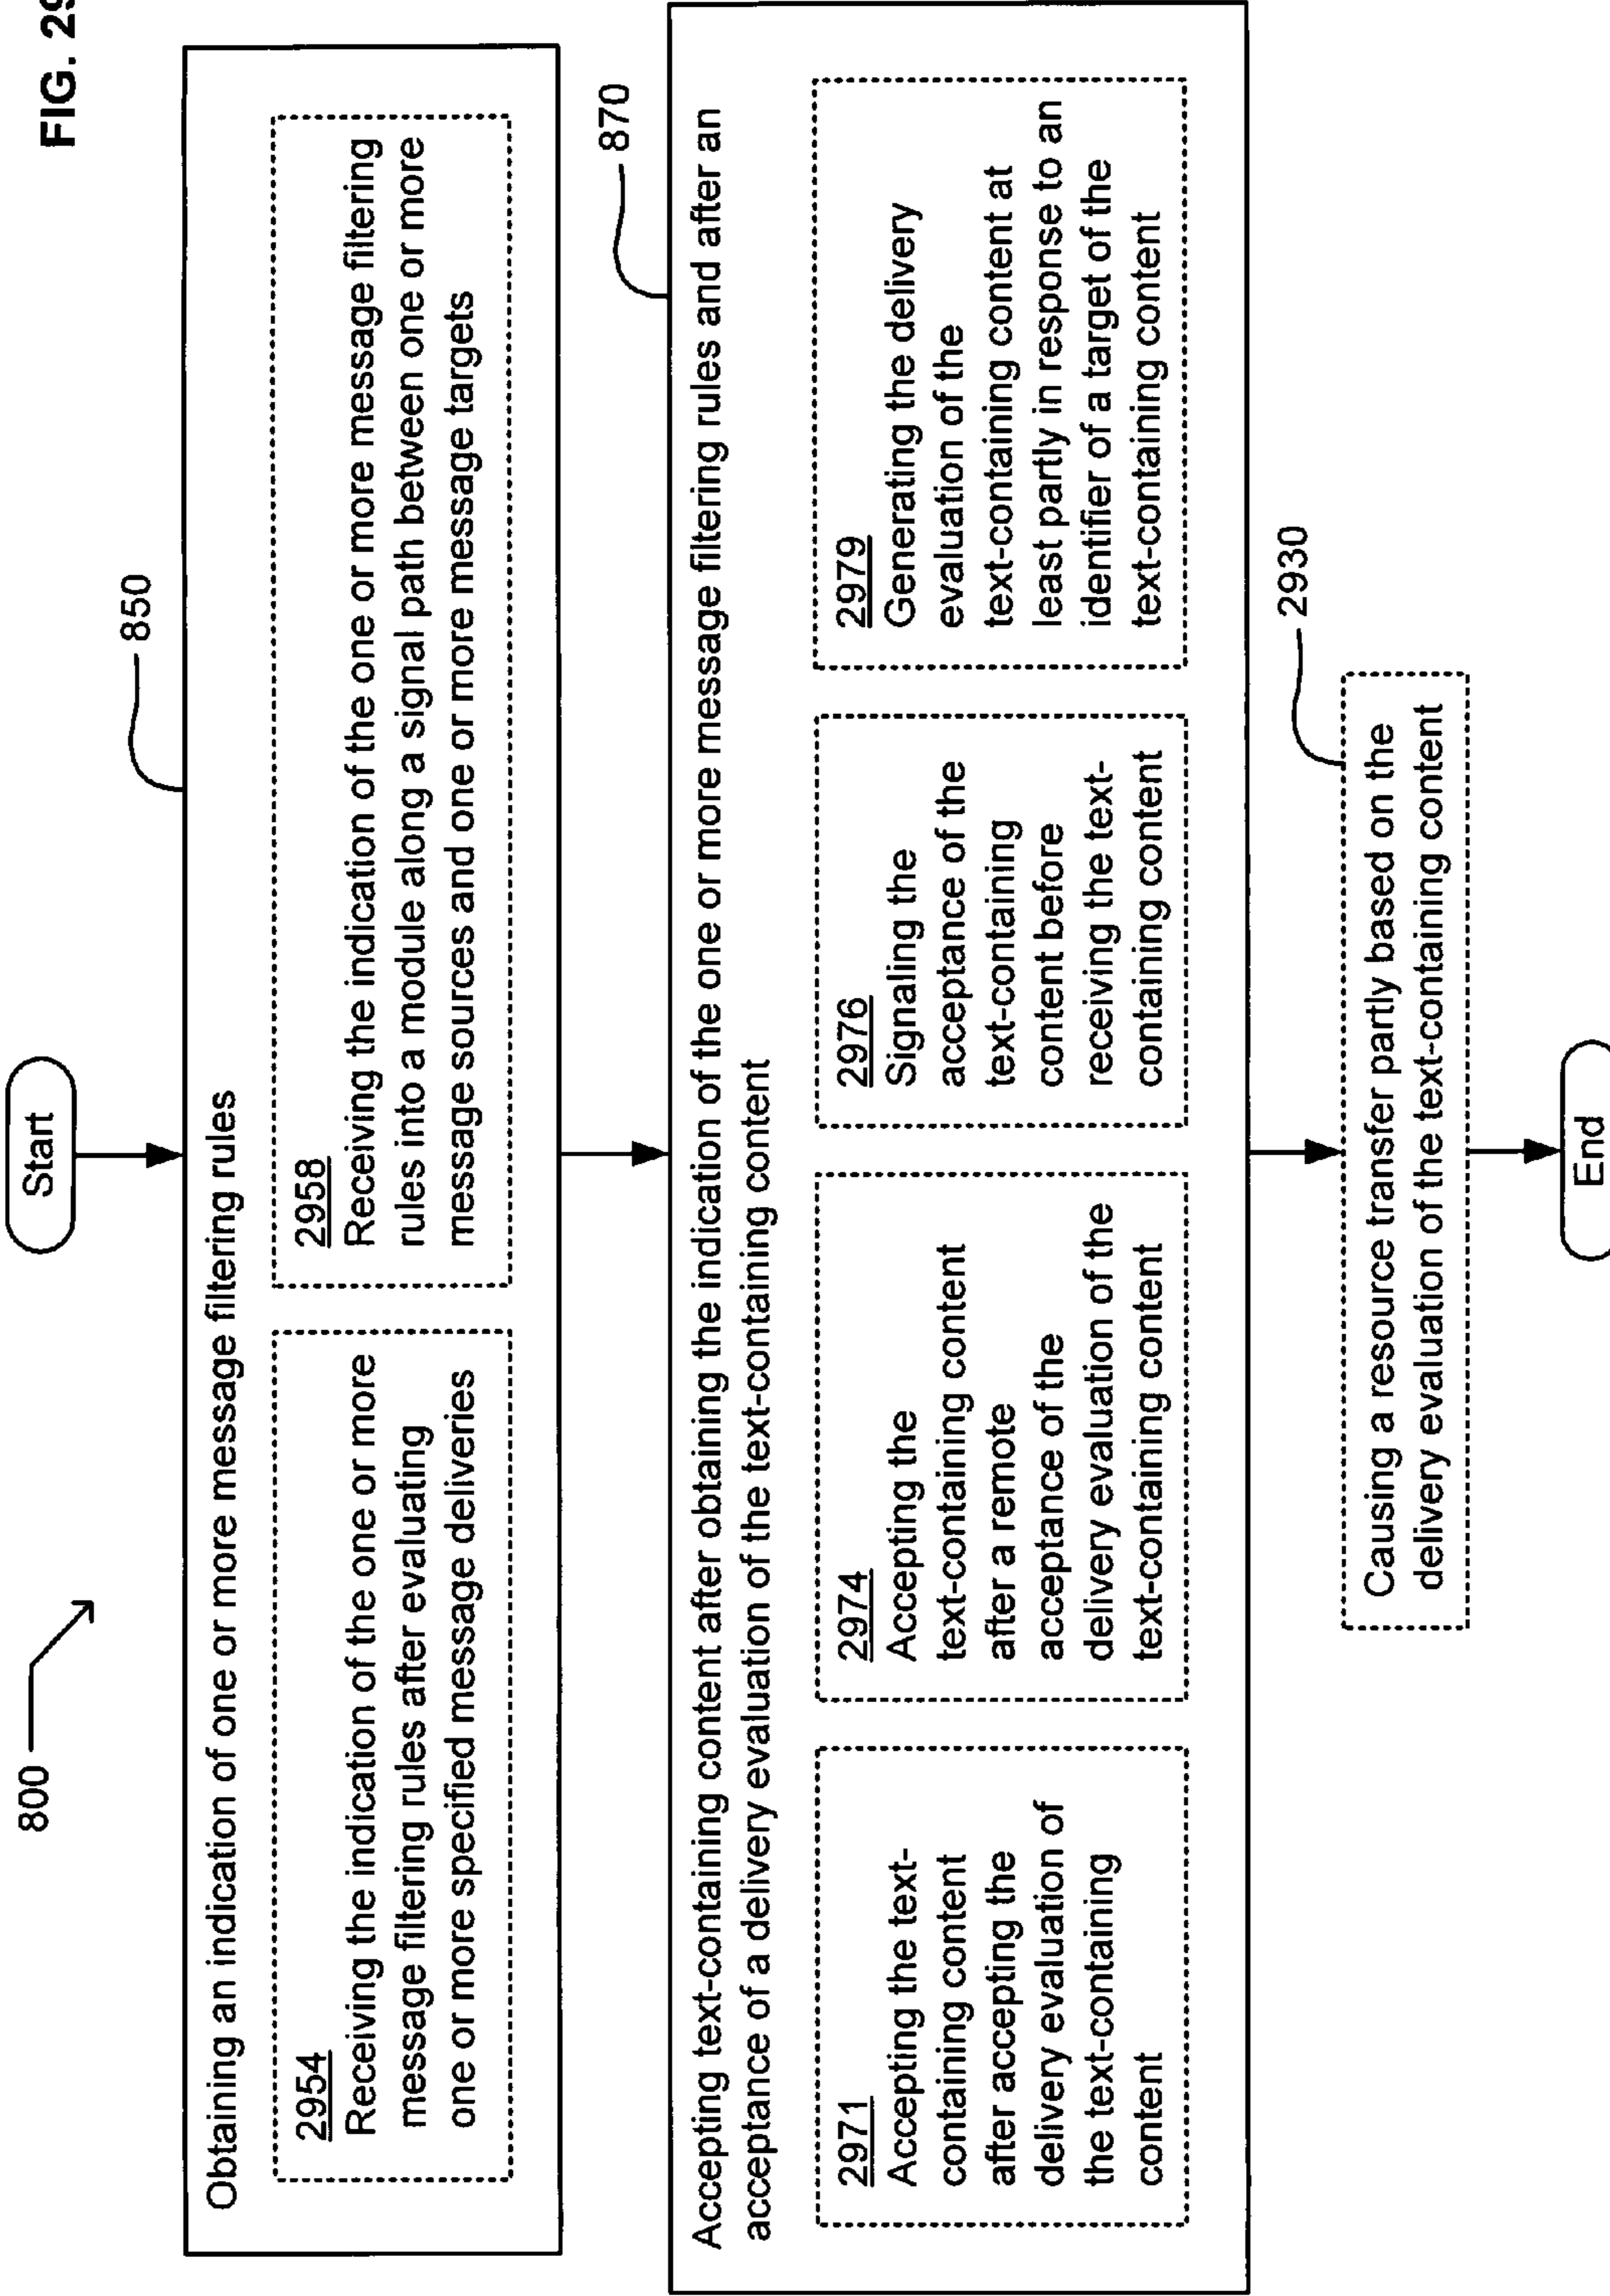 FIG. 29
800
Start
850
Obtaining an indication of one or more message filtering rules
2954
Receiving the indication of the one or more
message filtering rules after evaluating
one or more specified message deliveries
2958
Receiving the indication of the one or more message filtering
rules into a module along a signal path between one or more
message sources and one or more message targets
870
Accepting text-containing content after obtaining the indication of the one or more message filtering rules and after an
acceptance of a delivery evaluation of the text-containing content
2971
Accepting the text-
containing content
after accepting the
delivery evaluation of
the text-containing
content
2974
Accepting the
text-containing content
after a remote
acceptance of the
delivery evaluation of the
text-containing content
2976
Signaling the
acceptance of the
text-containing
content before
receiving the text-
containing content
2979
Generating the delivery
evaluation of the
text-containing content at
least partly in response to an
identifier of a target of the
text-containing content
2930
Causing a resource transfer partly based on the
delivery evaluation of the text-containing content
End